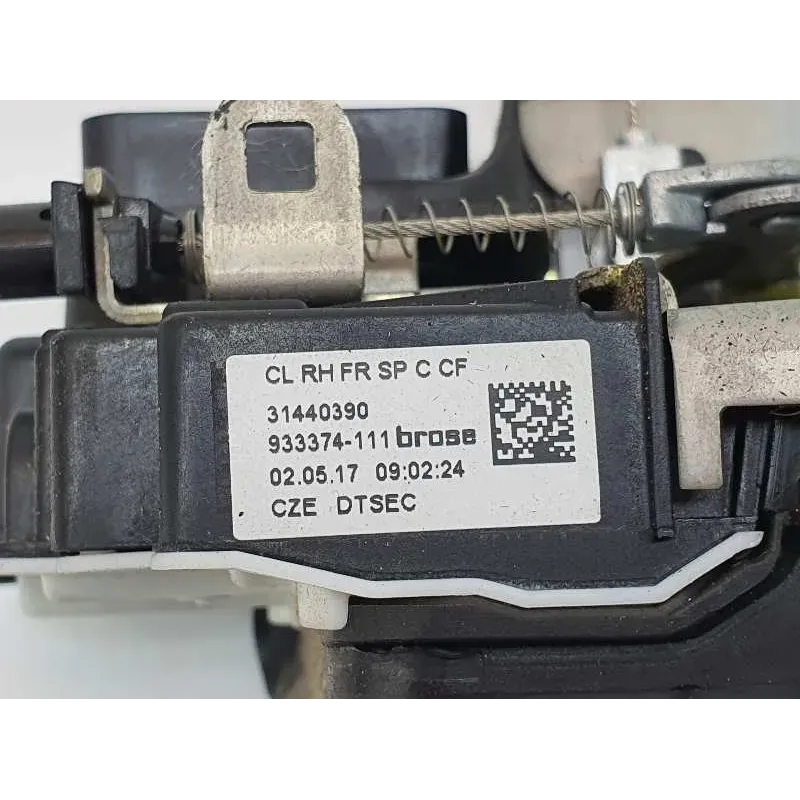 CL RH FR SP C CF
31440390
933374-111 brose
02.05.17 09:02:24
CZE DTSEC